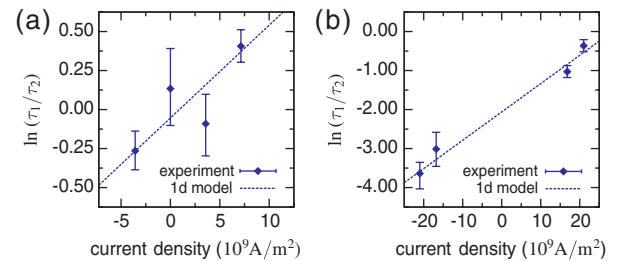 (a)
0.50
0.25
0.00
-0.25
-0.50
ln (τ1/τ2)
experiment
1d model
-5 0 5 10
current density (10⁹A/m²)
(b)
0.00
-1.00
-2.00
-3.00
-4.00
ln (τ1/τ2)
experiment
1d model
-20 -10 0 10 20
current density (10⁹A/m²)